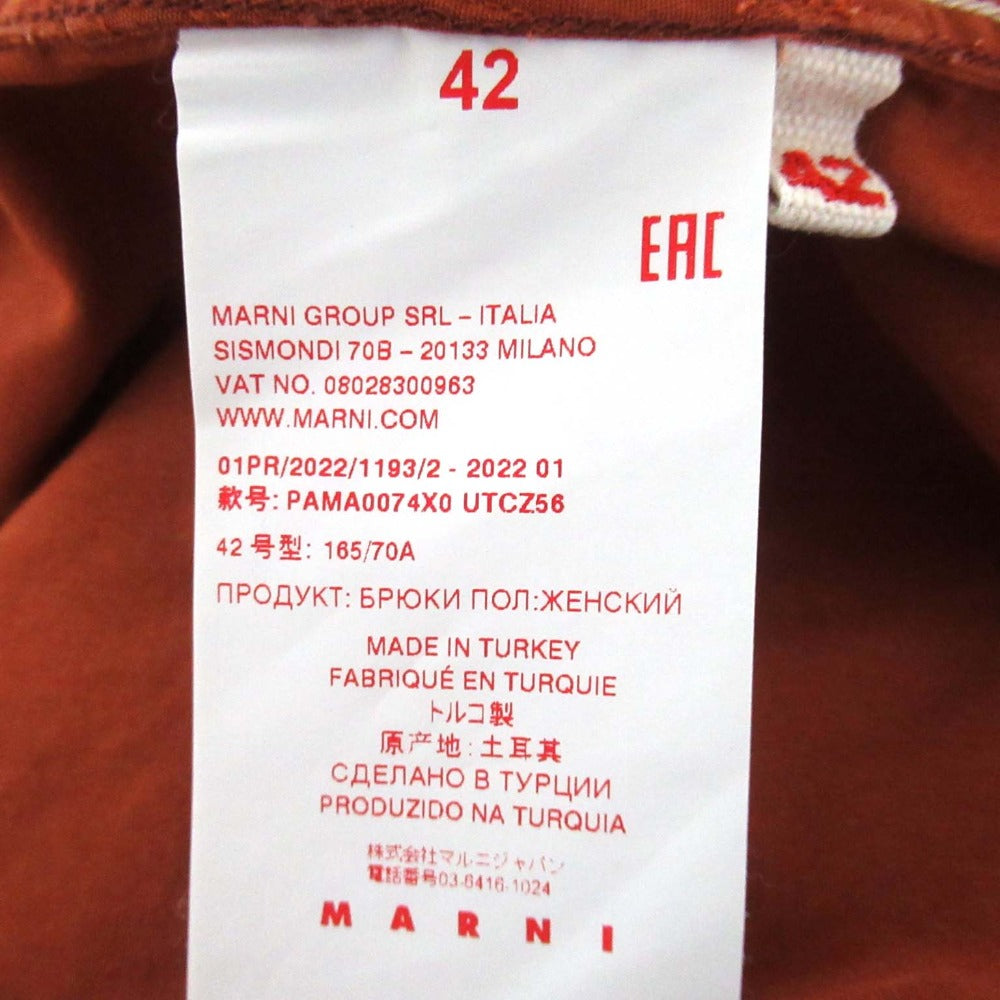 42
42
EAC
MARNI GROUP SRL – ITALIA
SISMONDI 70B – 20133 MILANO
VAT NO. 08028300963
WWW.MARNI.COM
01PR/2022/1193/2 - 2022 01
款号: PAMA0074X0 UTCZ56
42 号型: 165/70A
ПРОДУКТ: БРЮКИ ПОЛ:ЖЕНСКИЙ
MADE IN TURKEY
FABRIQUÉ EN TURQUIE
トルコ製
原产地: 土耳其
СДЕЛАНО В ТУРЦИИ
PRODUZIDO NA TURQUIA
株式会社マルニジャパン
電話番号03-6416-1024
MARNI